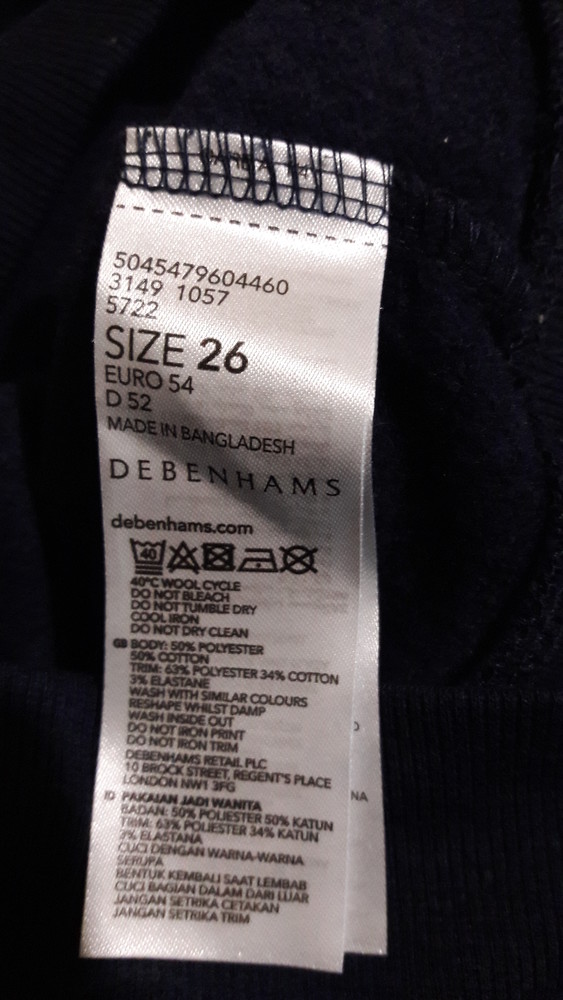 5045479604460
3149 1057
5722
SIZE 26
EURO 54
D 52
MADE IN BANGLADESH
DEBENHAMS
debenhams.com
40
40°C WOOL CYCLE
DO NOT BLEACH
DO NOT TUMBLE DRY
COOL IRON
DO NOT DRY CLEAN
GB BODY: 50% POLYESTER
50% COTTON
TRIM: 63% POLYESTER 34% COTTON
3% ELASTANE
WASH WITH SIMILAR COLOURS
RESHAPE WHILST DAMP
WASH INSIDE OUT
DO NOT IRON PRINT
DO NOT IRON TRIM
DEBENHAMS RETAIL PLC
10 BROCK STREET, REGENT'S PLACE
LONDON NW1 3FG
ID PAKAIAN JADI WANITA
BADAN: 50% POLIESTER 50% KATUN
TRIM: 63% POLIESTER 34% KATUN
3% ELASTANA
CUCI DENGAN WARNA-WARNA
SERUPA
BENTUK KEMBALI SAAT LEMBAB
CUCI BAGIAN DALAM DARI LUAR
JANGAN SETRIKA CETAKAN
JANGAN SETRIKA TRIM